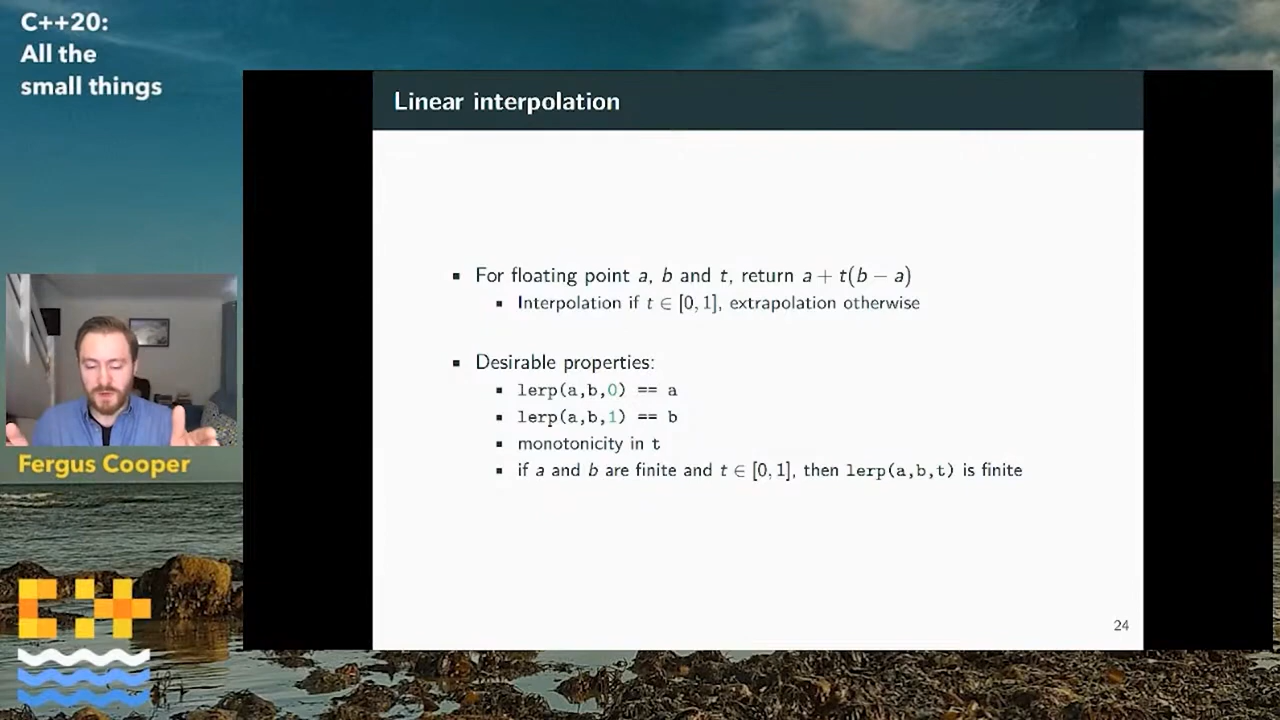 C++20:
All the
small things
Linear interpolation
▪ For floating point a, b and t, return a + t(b − a)
▪ Interpolation if t ∈ [0, 1], extrapolation otherwise
▪ Desirable properties:
▪ lerp(a,b,0) == a
▪ lerp(a,b,1) == b
▪ monotonicity in t
▪ if a and b are finite and t ∈ [0, 1], then lerp(a,b,t) is finite
24
Fergus Cooper
C++